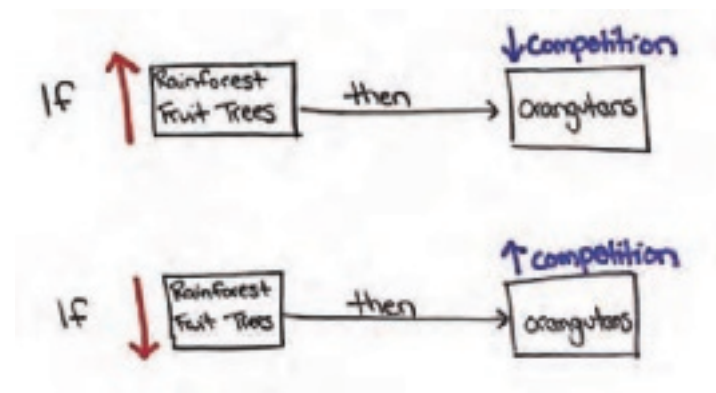 ↓ competition
If ↑ Rainforest
Fruit Trees then → orangutans
↑ competition
If ↓ Rainforest
Fruit Trees then → orangutans